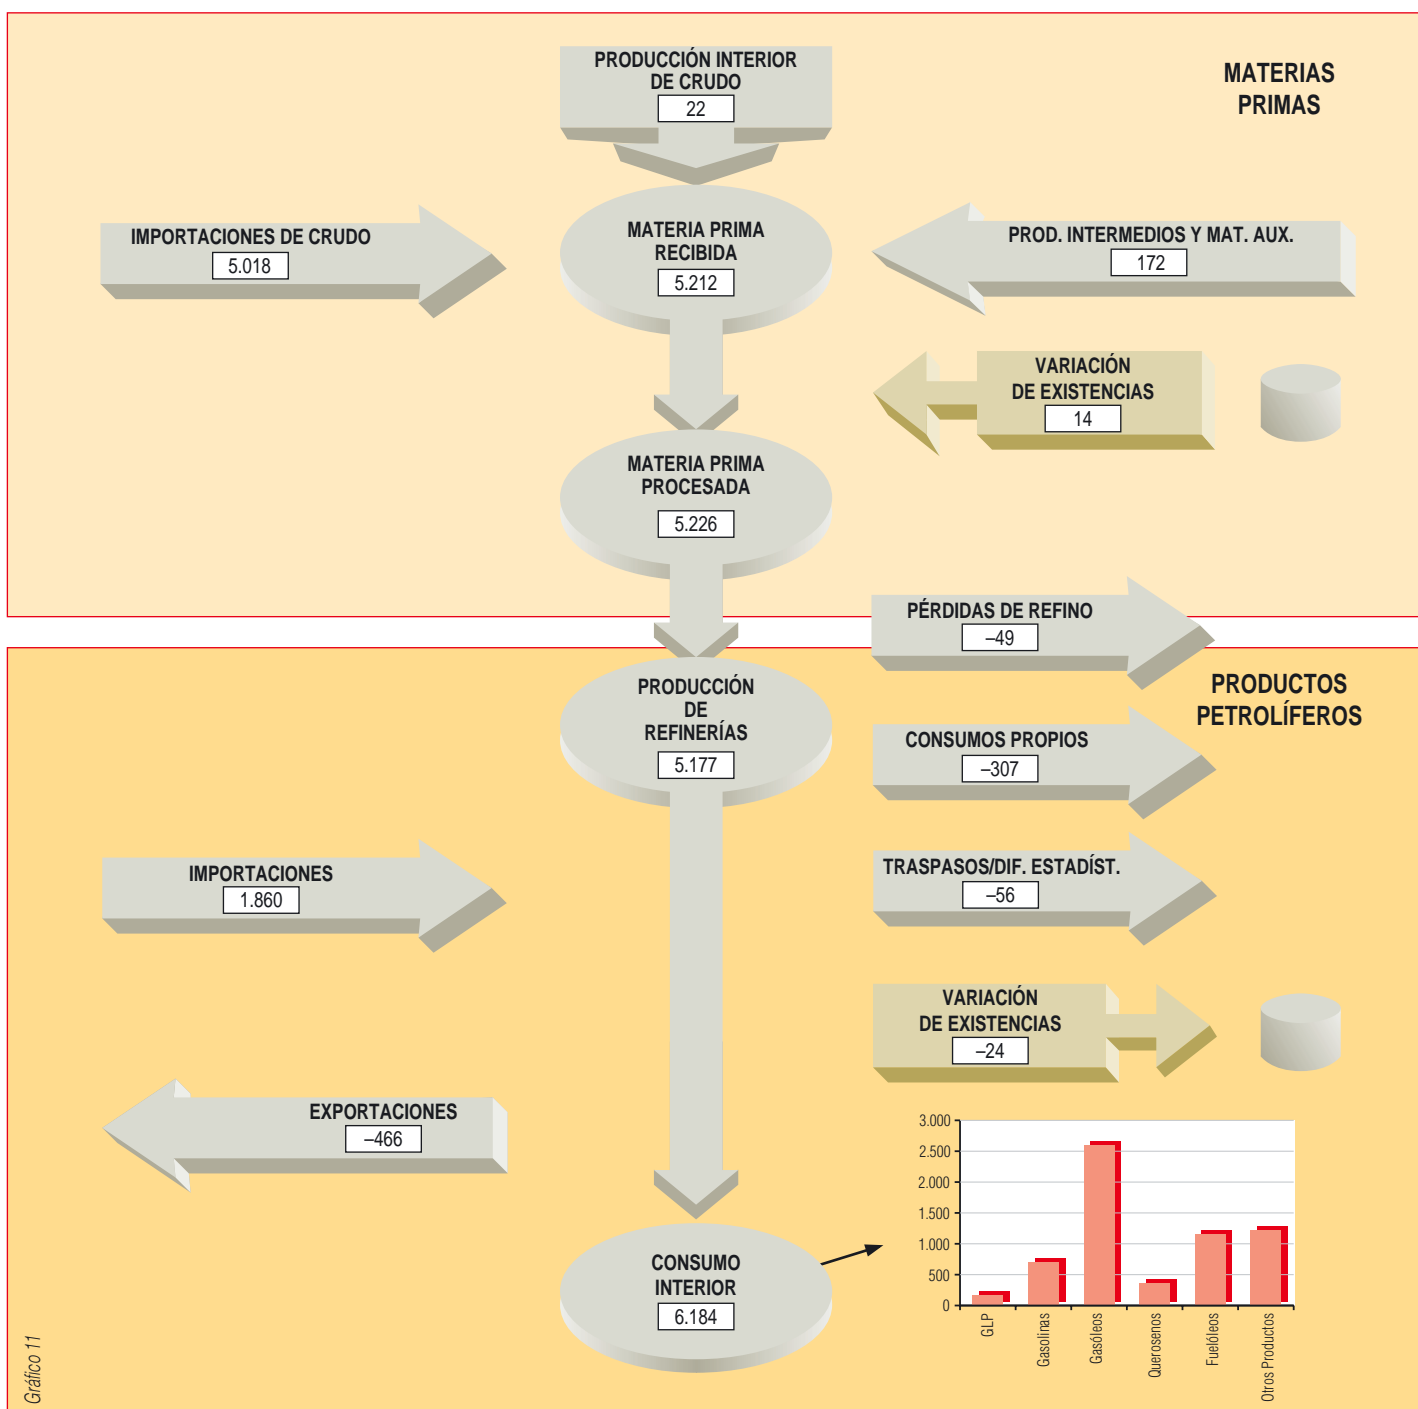 MATERIAS
PRIMAS
PRODUCCIÓN INTERIOR
DE CRUDO
22
IMPORTACIONES DE CRUDO
5.018
MATERIA PRIMA
RECIBIDA
5.212
PROD. INTERMEDIOS Y MAT. AUX.
172
VARIACIÓN
DE EXISTENCIAS
14
MATERIA PRIMA
PROCESADA
5.226
PÉRDIDAS DE REFINO
–49
PRODUCTOS
PETROLÍFEROS
PRODUCCIÓN
DE
REFINERÍAS
5.177
CONSUMOS PROPIOS
–307
IMPORTACIONES
1.860
TRASPASOS/DIF. ESTADÍST.
–56
VARIACIÓN
DE EXISTENCIAS
–24
EXPORTACIONES
–466
CONSUMO
INTERIOR
6.184
3.000
2.500
2.000
1.500
1.000
500
0
GLP
Gasolinas
Gasóleos
Querosenos
Fuelóleos
Otros Productos
Gráfico 11